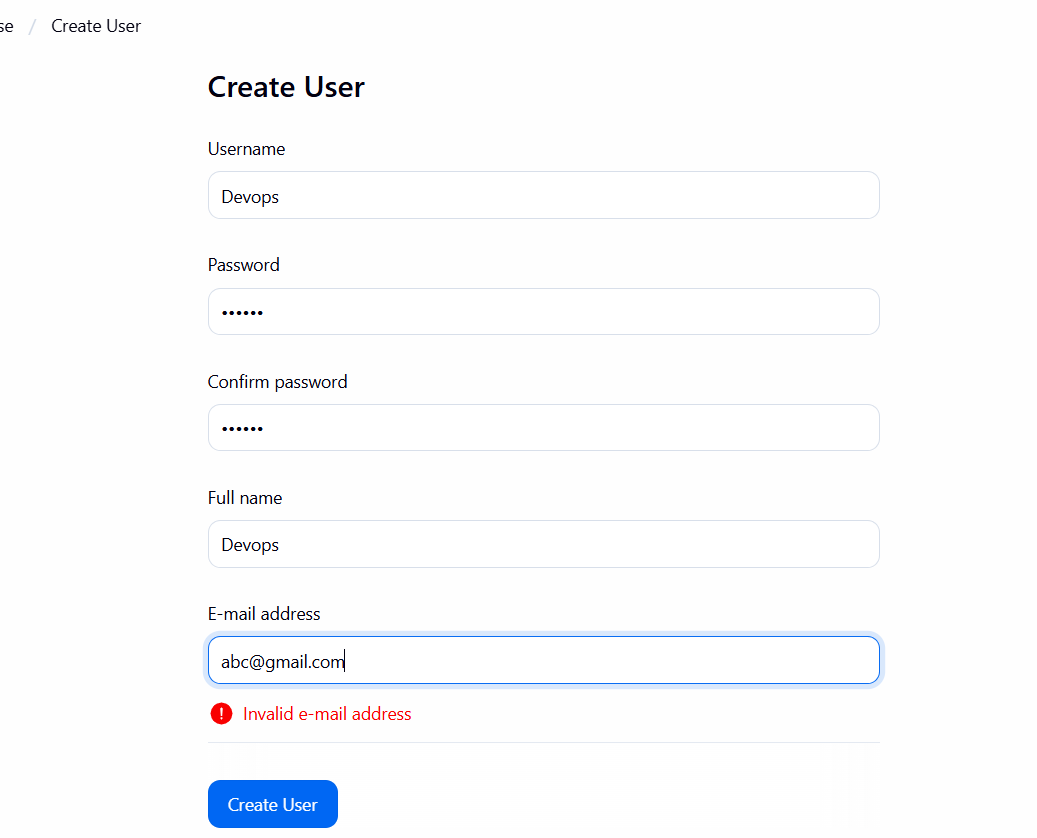 se / Create User
Create User
Username
Devops
Password
••••••
Confirm password
••••••
Full name
Devops
E-mail address
abc@gmail.com
Invalid e-mail address
Create User